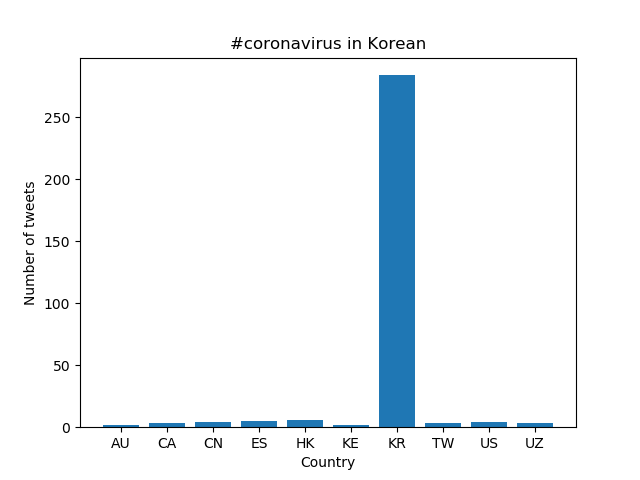 #coronavirus in Korean
Number of tweets
250
200
150
100
50
0
AU CA CN ES HK KE KR TW US UZ
Country